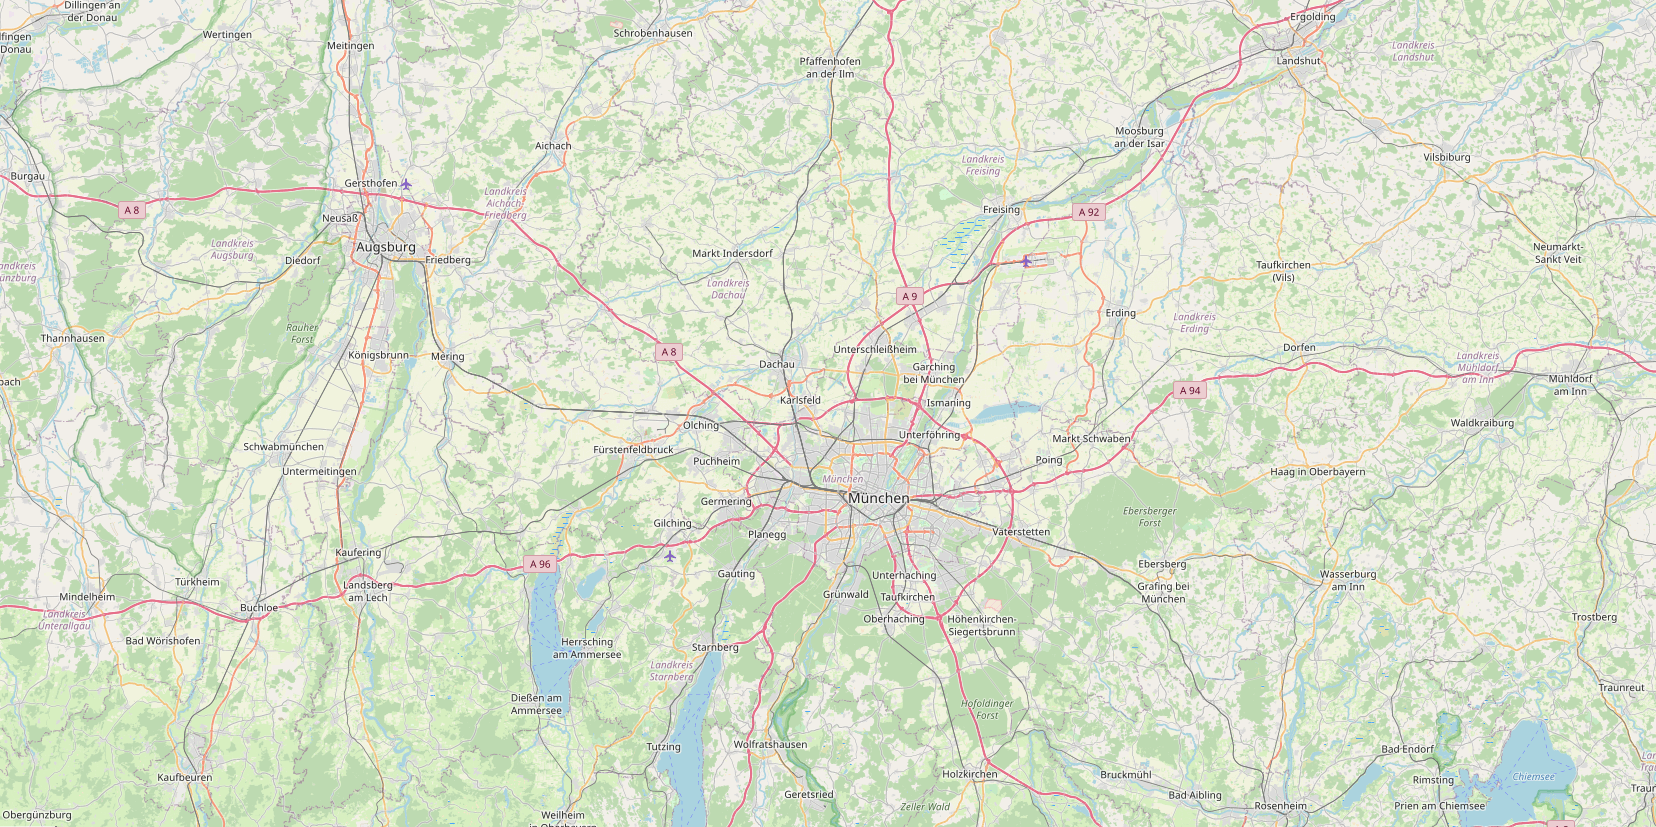 Dillingen an
der Donau
Wertingen
Schrobenhausen
Ergolding
Donau
Meitingen
Landkreis
Landshut
Pfaffenhofen
an der Ilm
Landshut
Moosburg
an der Isar
Aichach
Vilsbiburg
Landkreis
Freising
Burgau
Gersthofen
Landkreis
Aichach-
Friedberg
A 8
Neusäß
Freising
A 92
Augsburg
Landkreis
Augsburg
Diedorf
Friedberg
Markt Indersdorf
Neumarkt-
Sankt Veit
Taufkirchen
(Vils)
Landkreis
Dachau
A 9
Erding
Landkreis
Erding
Rauher
Forst
Thannhausen
Königsbrunn
Mering
A 8
Unterschleißheim
Dorfen
Landkreis
Mühldorf
am Inn
Dachau
Garching
bei München
Mühldorf
am Inn
A 94
Karlsfeld
Ismaning
Olching
Unterföhring
Markt Schwaben
Waldkraiburg
Schwabmünchen
Fürstenfeldbruck
Puchheim
Poing
Untermeitingen
Haag in Oberbayern
München
München
Germering
Ebersberger
Forst
Gilching
Planegg
Vaterstetten
Kaufering
A 96
Ebersberg
Landsberg
am Lech
Türkheim
Gauting
Unterhaching
Grafing bei
München
Wasserburg
am Inn
Mindelheim
Buchloe
Grünwald
Taufkirchen
Landkreis
Unterallgäu
Oberhaching
Höhenkirchen-
Siegertsbrunn
Trostberg
Bad Wörishofen
Herrsching
am Ammersee
Starnberg
Landkreis
Starnberg
Dießen am
Ammersee
Hofoldinger
Forst
Traunreut
Tutzing
Wolfratshausen
Bad Endorf
Kaufbeuren
Holzkirchen
Bruckmühl
Rimsting
Chiemsee
Geretsried
Bad Aibling
Zeller Wald
Rosenheim
Prien am Chiemsee
Obergünzburg
Weilheim